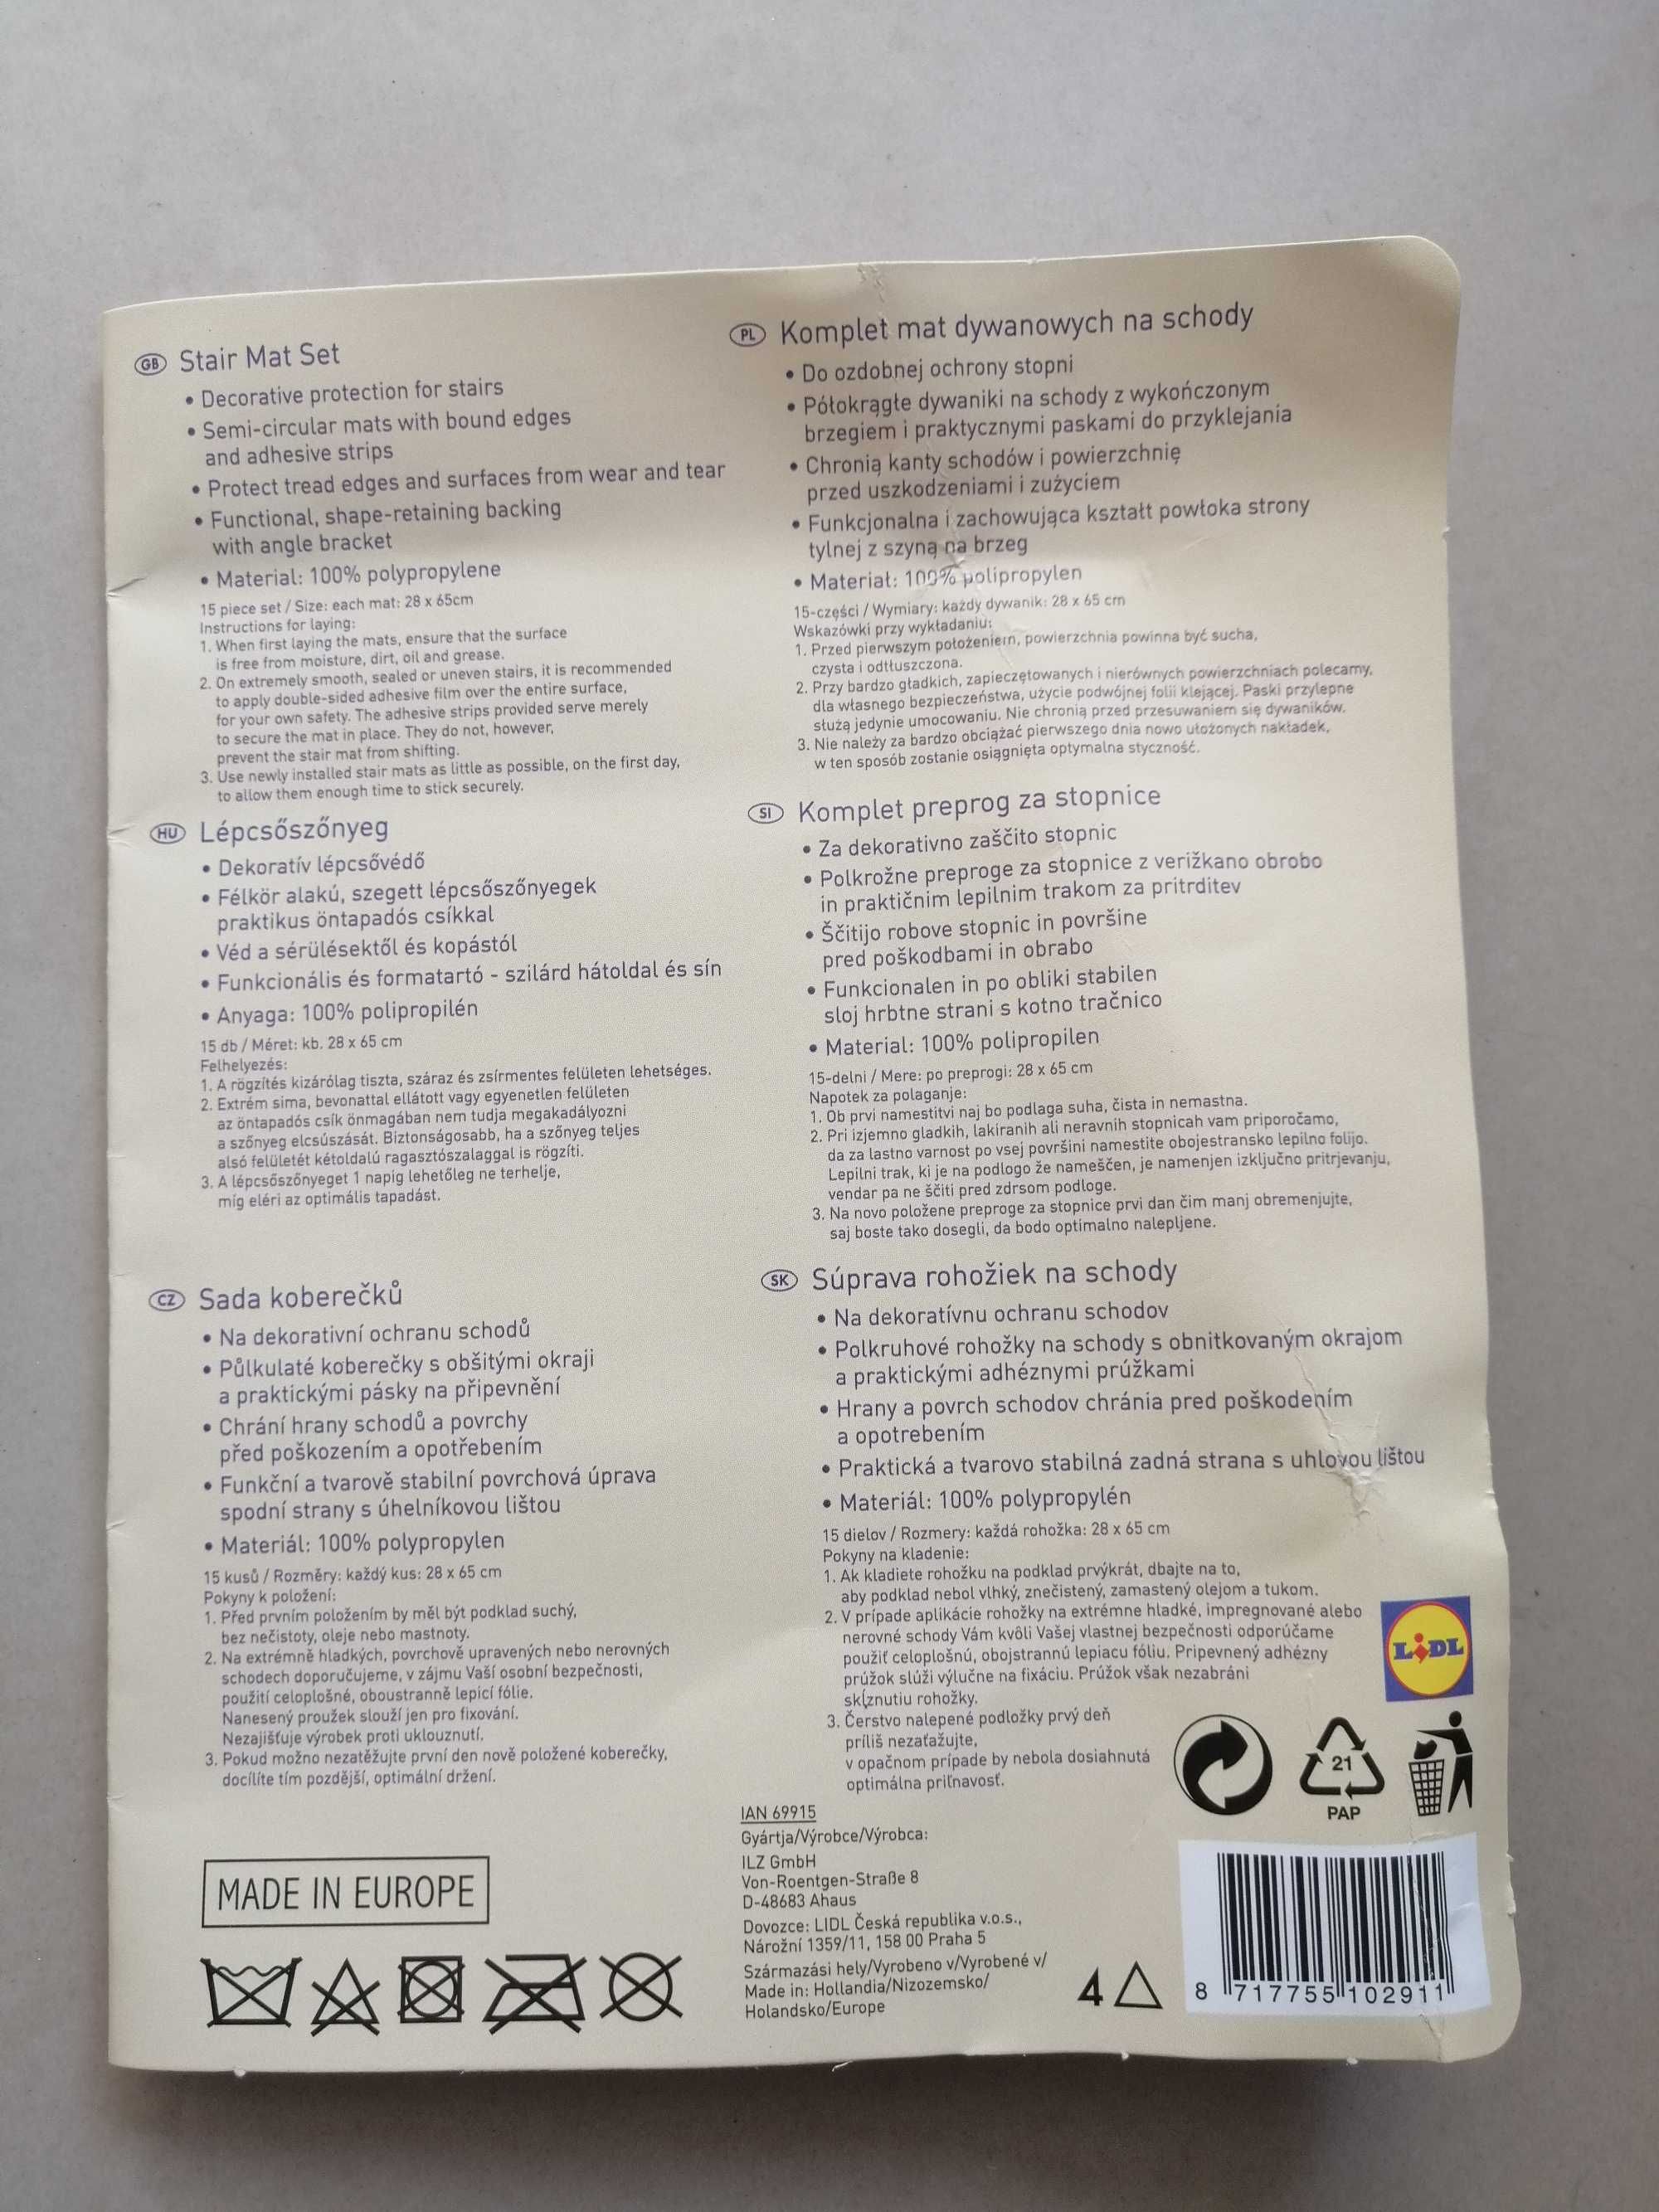 GB Stair Mat Set
• Decorative protection for stairs
• Semi-circular mats with bound edges
and adhesive strips
• Protect tread edges and surfaces from wear and tear
• Functional, shape-retaining backing
with angle bracket
• Material: 100% polypropylene
15 piece set / Size: each mat: 28 x 65cm
Instructions for laying:
1. When first laying the mats, ensure that the surface
is free from moisture, dirt, oil and grease.
2. On extremely smooth, sealed or uneven stairs, it is recommended
to apply double-sided adhesive film over the entire surface,
for your own safety. The adhesive strips provided serve merely
to secure the mat in place. They do not, however,
prevent the stair mat from shifting.
3. Use newly installed stair mats as little as possible, on the first day,
to allow them enough time to stick securely.
HU Lépcsőszőnyeg
• Dekoratív lépcsővédő
• Félkör alakú, szegett lépcsőszőnyegek
praktikus öntapadós csíkkal
• Véd a sérülésektől és kopástól
• Funkcionális és formatartó - szilárd hátoldal és sín
• Anyaga: 100% polipropilén
15 db / Méret: kb. 28 x 65 cm
Felhelyezés:
1. A rögzítés kizárólag tiszta, száraz és zsírmentes felületen lehetséges.
2. Extrém sima, bevonattal ellátott vagy egyenetlen felületen
az öntapadós csík önmagában nem tudja megakadályozni
a szőnyeg elcsúszását. Biztonságosabb, ha a szőnyeg teljes
alsó felületét kétoldalú ragasztószalaggal is rögzíti.
3. A lépcsőszőnyeget 1 napig lehetőleg ne terhelje,
míg eléri az optimális tapadást.
CZ Sada koberečků
• Na dekorativní ochranu schodů
• Půlkulaté koberečky s obšitými okraji
a praktickými pásky na připevnění
• Chrání hrany schodů a povrchy
před poškozením a opotřebením
• Funkční a tvarově stabilní povrchová úprava
spodní strany s úhelníkovou lištou
• Materiál: 100% polypropylen
15 kusů / Rozměry: každý kus: 28 x 65 cm
Pokyny k položení:
1. Před prvním položením by měl být podklad suchý,
bez nečistoty, oleje nebo mastnoty.
2. Na extrémně hladkých, povrchově upravených nebo nerovných
schodech doporučujeme, v zájmu Vaší osobní bezpečnosti,
použití celoplošné, oboustranně lepicí fólie.
Nanesený proužek slouží jen pro fixování.
Nezajišťuje výrobek proti uklouznutí.
3. Pokud možno nezatěžujte první den nově položené koberečky,
docílíte tím pozdější, optimální držení.
MADE IN EUROPE
PL Komplet mat dywanowych na schody
• Do ozdobnej ochrony stopni
• Półokrągłe dywaniki na schody z wykończonym
brzegiem i praktycznymi paskami do przyklejania
• Chronią kanty schodów i powierzchnię
przed uszkodzeniami i zużyciem
• Funkcjonalna i zachowująca kształt powłoka strony
tylnej z szyną na brzeg
• Materiał: 100% polipropylen
15-części / Wymiary: każdy dywanik: 28 x 65 cm
Wskazówki przy wykładaniu:
1. Przed pierwszym położeniem, powierzchnia powinna być sucha,
czysta i odtłuszczona.
2. Przy bardzo gładkich, zapieczętowanych i nierównych powierzchniach polecamy,
dla własnego bezpieczeństwa, użycie podwójnej folii klejącej. Paski przylepne
służą jedynie umocowaniu. Nie chronią przed przesuwaniem się dywaników.
3. Nie należy za bardzo obciążać pierwszego dnia nowo ułożonych nakładek,
w ten sposób zostanie osiągnięta optymalna styczność.
SI Komplet preprog za stopnice
• Za dekorativno zaščito stopnic
• Polkrožne preproge za stopnice z verižkano obrobo
in praktičnim lepilnim trakom za pritrditev
• Ščitijo robove stopnic in površine
pred poškodbami in obrabo
• Funkcionalen in po obliki stabilen
sloj hrbtne strani s kotno tračnico
• Material: 100% polipropilen
15-delni / Mere: po preprogi: 28 x 65 cm
Napotek za polaganje:
1. Ob prvi namestitvi naj bo podlaga suha, čista in nemastna.
2. Pri izjemno gladkih, lakiranih ali neravnih stopnicah vam priporočamo,
da za lastno varnost po vsej površini namestite obojestransko lepilno folijo.
Lepilni trak, ki je na podlogo že nameščen, je namenjen izključno pritrjevanju,
vendar pa ne ščiti pred zdrsom podloge.
3. Na novo položene preproge za stopnice prvi dan čim manj obremenjujte,
saj boste tako dosegli, da bodo optimalno nalepljene.
SK Súprava rohožiek na schody
• Na dekoratívnu ochranu schodov
• Polkruhové rohožky na schody s obnitkovaným okrajom
a praktickými adhéznymi prúžkami
• Hrany a povrch schodov chránia pred poškodením
a opotrebením
• Praktická a tvarovo stabilná zadná strana s uhlovou lištou
• Materiál: 100% polypropylén
15 dielov / Rozmery: každá rohožka: 28 x 65 cm
Pokyny na kladenie:
1. Ak kladiete rohožku na podklad prvýkrát, dbajte na to,
aby podklad nebol vlhký, znečistený, zamastený olejom a tukom.
2. V prípade aplikácie rohožky na extrémne hladké, impregnované alebo
nerovné schody Vám kvôli Vašej vlastnej bezpečnosti odporúčame
použiť celoplošnú, obojstrannú lepiacu fóliu. Pripevnený adhézny
prúžok slúži výlučne na fixáciu. Prúžok však nezabráni
skĺznutiu rohožky.
3. Čerstvo nalepené podložky prvý deň
príliš nezaťažujte,
v opačnom prípade by nebola dosiahnutá
optimálna priľnavosť.
LIDL
21
PAP
IAN 69915
Gyártja/Výrobce/Výrobca:
ILZ GmbH
Von-Roentgen-Straße 8
D-48683 Ahaus
Dovozce: LIDL Česká republika v.o.s.,
Nárožní 1359/11, 158 00 Praha 5
Származási hely/Vyrobeno v/Vyrobené v/
Made in: Hollandia/Nizozemsko/
Holandsko/Europe
4
8 717755 102911